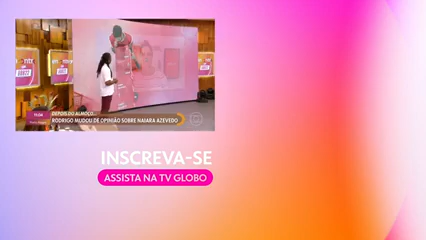 DEPOIS DO ALMOÇO...
RODRIGO MUDOU DE OPINIÃO SOBRE NAIARA AZEVEDO
INSCREVA-SE
ASSISTA NA TV GLOBO